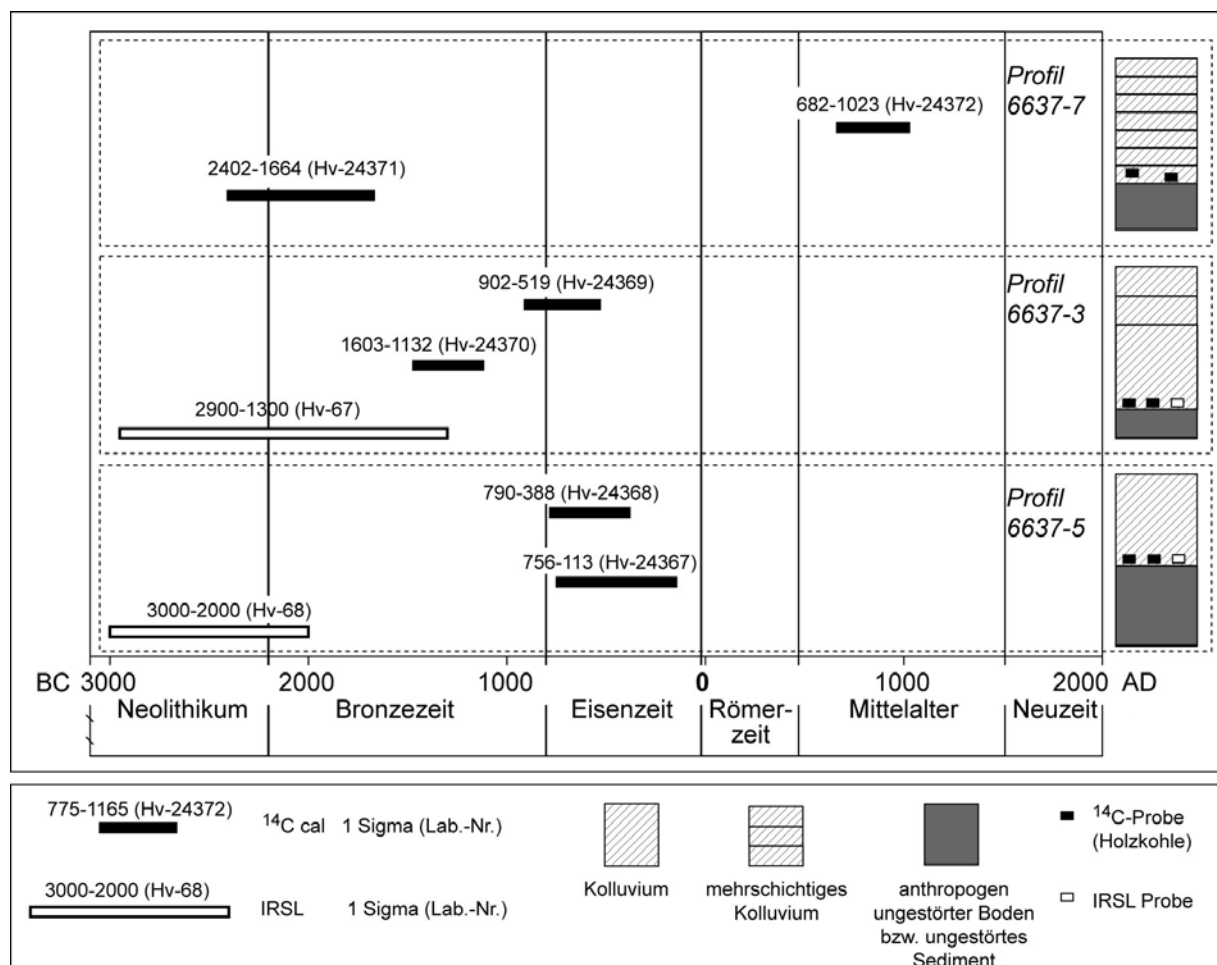 Profil
6637-7
682-1023 (Hv-24372)
2402-1664 (Hv-24371)
Profil
6637-3
902-519 (Hv-24369)
1603-1132 (Hv-24370)
2900-1300 (Hv-67)
Profil
6637-5
790-388 (Hv-24368)
756-113 (Hv-24367)
3000-2000 (Hv-68)
BC 3000 2000 1000 0 1000 2000 AD
Neolithikum Bronzezeit Eisenzeit Römer-
zeit Mittelalter Neuzeit
775-1165 (Hv-24372)
14C cal 1 Sigma (Lab.-Nr.)
3000-2000 (Hv-68)
IRSL 1 Sigma (Lab.-Nr.)
Kolluvium
mehrschichtiges
Kolluvium
anthropogen
ungestörter Boden
bzw. ungestörtes
Sediment
14C-Probe
(Holzkohle)
IRSL Probe